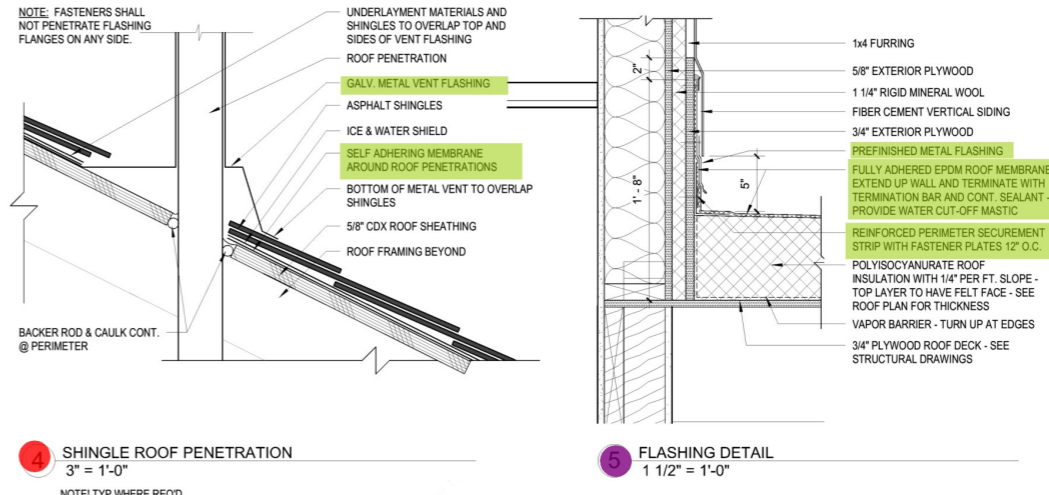 NOTE: FASTENERS SHALL
NOT PENETRATE FLASHING
FLANGES ON ANY SIDE.
UNDERLAYMENT MATERIALS AND
SHINGLES TO OVERLAP TOP AND
SIDES OF VENT FLASHING
ROOF PENETRATION
GALV. METAL VENT FLASHING
ASPHALT SHINGLES
ICE & WATER SHIELD
SELF ADHERING MEMBRANE
AROUND ROOF PENETRATIONS
BOTTOM OF METAL VENT TO OVERLAP
SHINGLES
5/8" CDX ROOF SHEATHING
ROOF FRAMING BEYOND
BACKER ROD & CAULK CONT.
@ PERIMETER
4
SHINGLE ROOF PENETRATION
3" = 1'-0"
NOTE! TYP WHERE REQ'D
2"
1' - 8"
5"
1x4 FURRING
5/8" EXTERIOR PLYWOOD
1 1/4" RIGID MINERAL WOOL
FIBER CEMENT VERTICAL SIDING
3/4" EXTERIOR PLYWOOD
PREFINISHED METAL FLASHING
FULLY ADHERED EPDM ROOF MEMBRANE
EXTEND UP WALL AND TERMINATE WITH
TERMINATION BAR AND CONT. SEALANT -
PROVIDE WATER CUT-OFF MASTIC
REINFORCED PERIMETER SECUREMENT
STRIP WITH FASTENER PLATES 12" O.C.
POLYISOCYANURATE ROOF
INSULATION WITH 1/4" PER FT. SLOPE -
TOP LAYER TO HAVE FELT FACE - SEE
ROOF PLAN FOR THICKNESS
VAPOR BARRIER - TURN UP AT EDGES
3/4" PLYWOOD ROOF DECK - SEE
STRUCTURAL DRAWINGS
5
FLASHING DETAIL
1 1/2" = 1'-0"